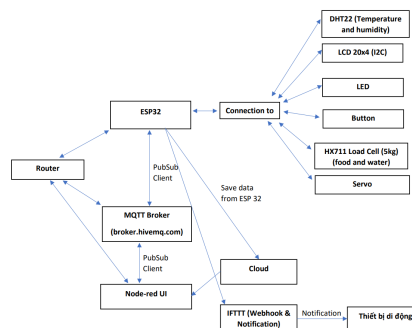 DHT22 (Temperature
and humidity)
LCD 20x4 (I2C)
LED
ESP32
Connection to
Button
HX711 Load Cell (5kg)
(food and water)
Servo
Router
PubSub
Client
Save data
from ESP 32
MQTT Broker
(broker.hivemq.com)
PubSub
Client
Cloud
Node-red UI
IFTTT (Webhook &
Notification)
Notification
Thiết bị di động